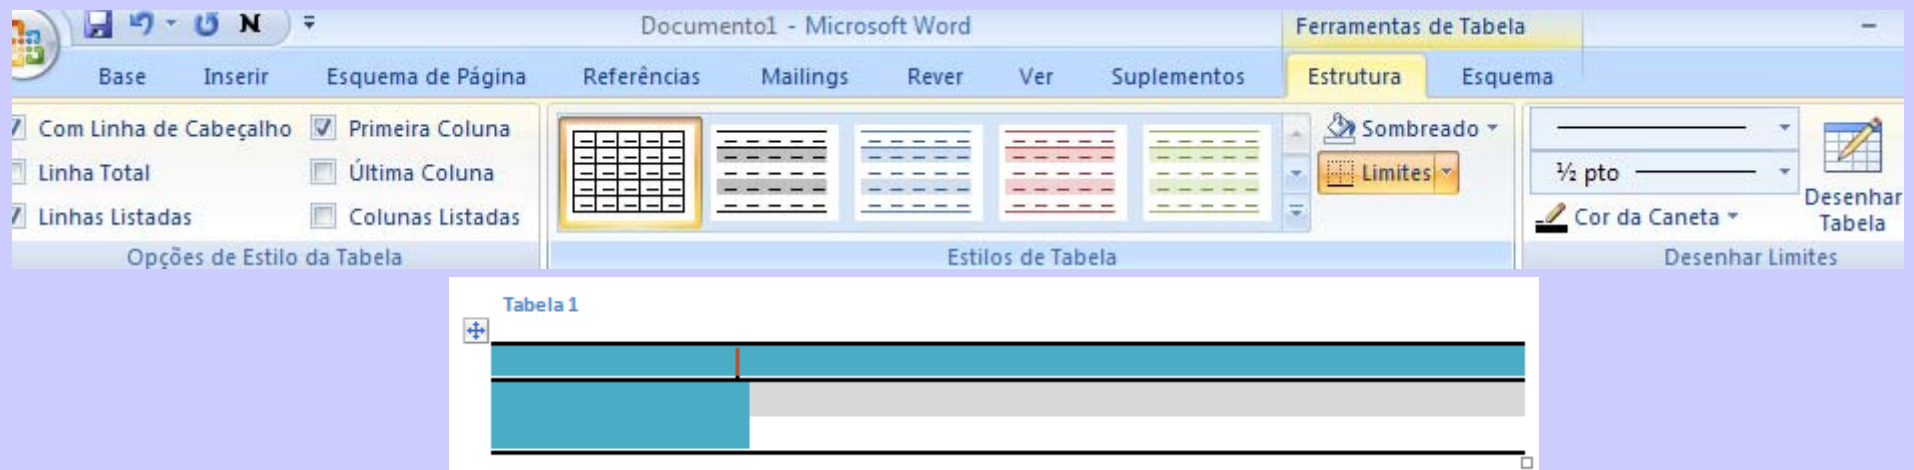 N Documento1 - Microsoft Word Ferramentas de Tabela
Base Inserir Esquema de Página Referências Mailings Rever Ver Suplementos Estrutura Esquema
Com Linha de Cabeçalho Primeira Coluna
Linha Total Última Coluna
Linhas Listadas Colunas Listadas
Opções de Estilo da Tabela
Sombreado
Limites
Estilos de Tabela
½ pto
Cor da Caneta
Desenhar
Tabela
Desenhar Limites
Tabela 1